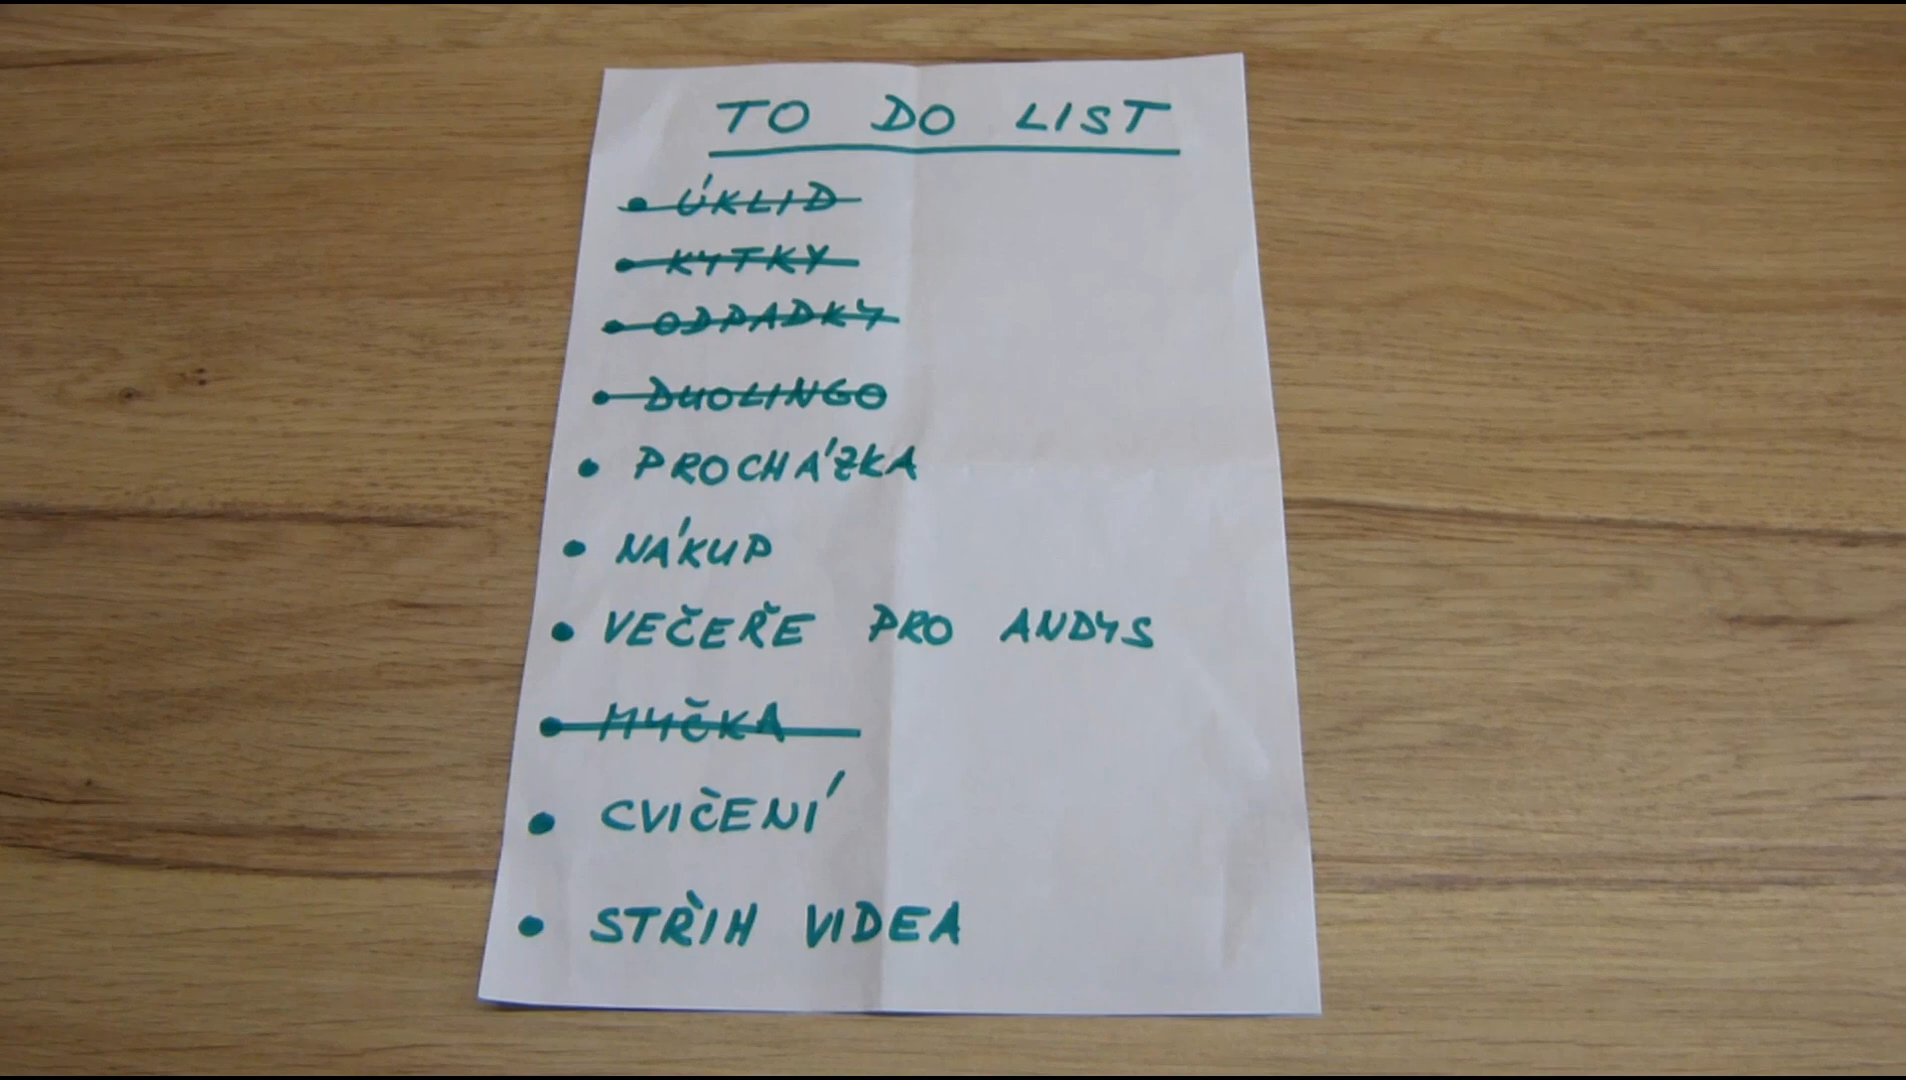 TO DO LIST
• ÚKLID
• KYTKY
• ODPADKY
• DUOLINGO
• PROCHÁZKA
• NÁKUP
• VEČEŘE PRO ANDYS
• MYČKA
• CVIČENÍ
• STŘIH VIDEA